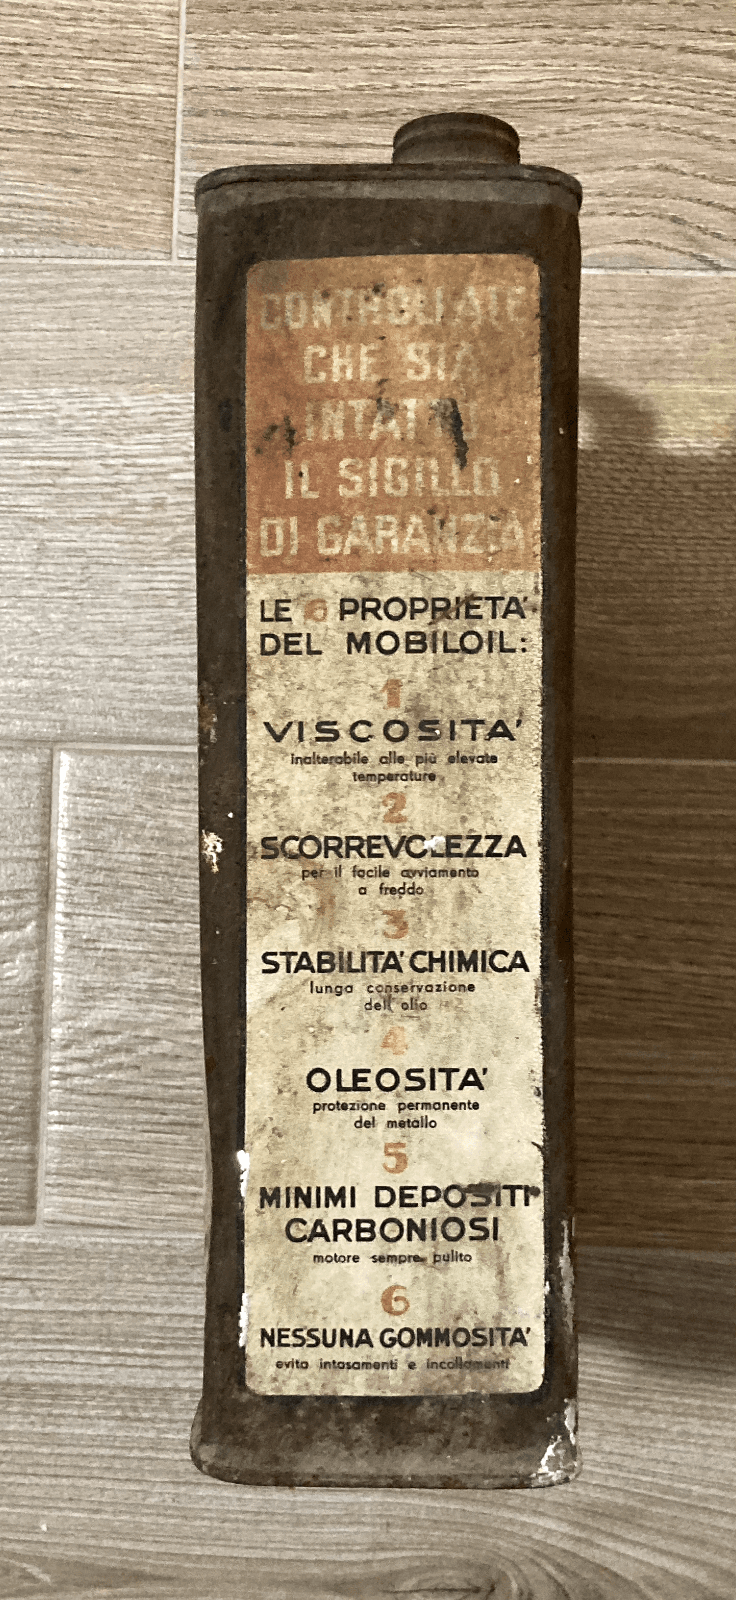 CONTROLLATE
CHE SIA
INTATTO
IL SIGILLO
DI GARANZIA
LE 6 PROPRIETA'
DEL MOBILOIL:
1
VISCOSITA'
inalterabile alle più elevate
temperature
2
SCORREVOLEZZA
per il facile avviamento
a freddo
3
STABILITA' CHIMICA
lunga conservazione
dell'olio
4
OLEOSITA'
protezione permanente
del metallo
5
MINIMI DEPOSITI
CARBONIOSI
motore sempre pulito
6
NESSUNA GOMMOSITA'
evita intasamenti e incollamenti